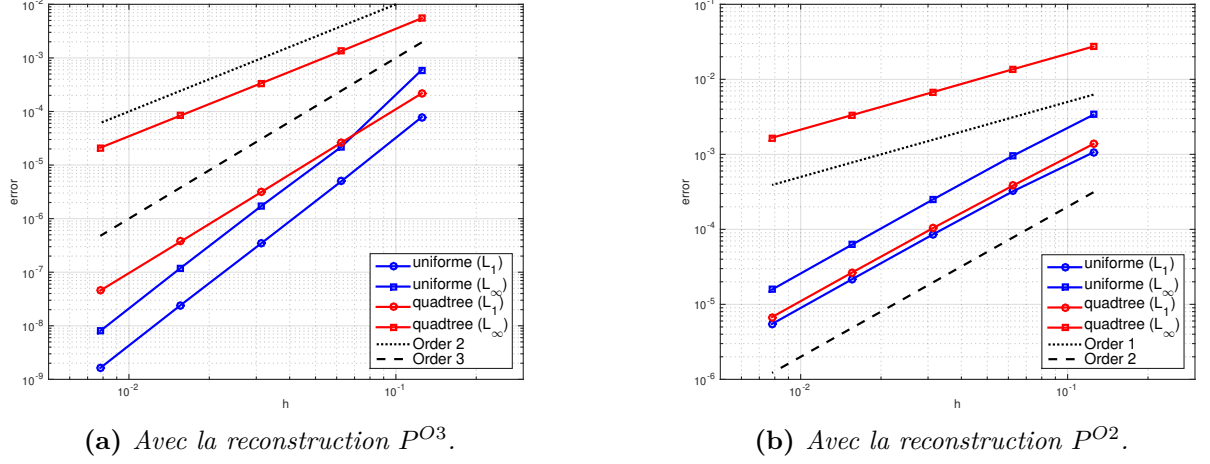 10^-2
10^-3
10^-4
10^-5
10^-6
10^-7
10^-8
10^-9
error
10^-2
10^-1
h
uniforme (L_1)
uniforme (L_∞)
quadtree (L_1)
quadtree (L_∞)
Order 2
Order 3
(a) Avec la reconstruction P^O3.
10^-1
10^-2
10^-3
10^-4
10^-5
10^-6
error
10^-2
10^-1
h
uniforme (L_1)
uniforme (L_∞)
quadtree (L_1)
quadtree (L_∞)
Order 1
Order 2
(b) Avec la reconstruction P^O2.